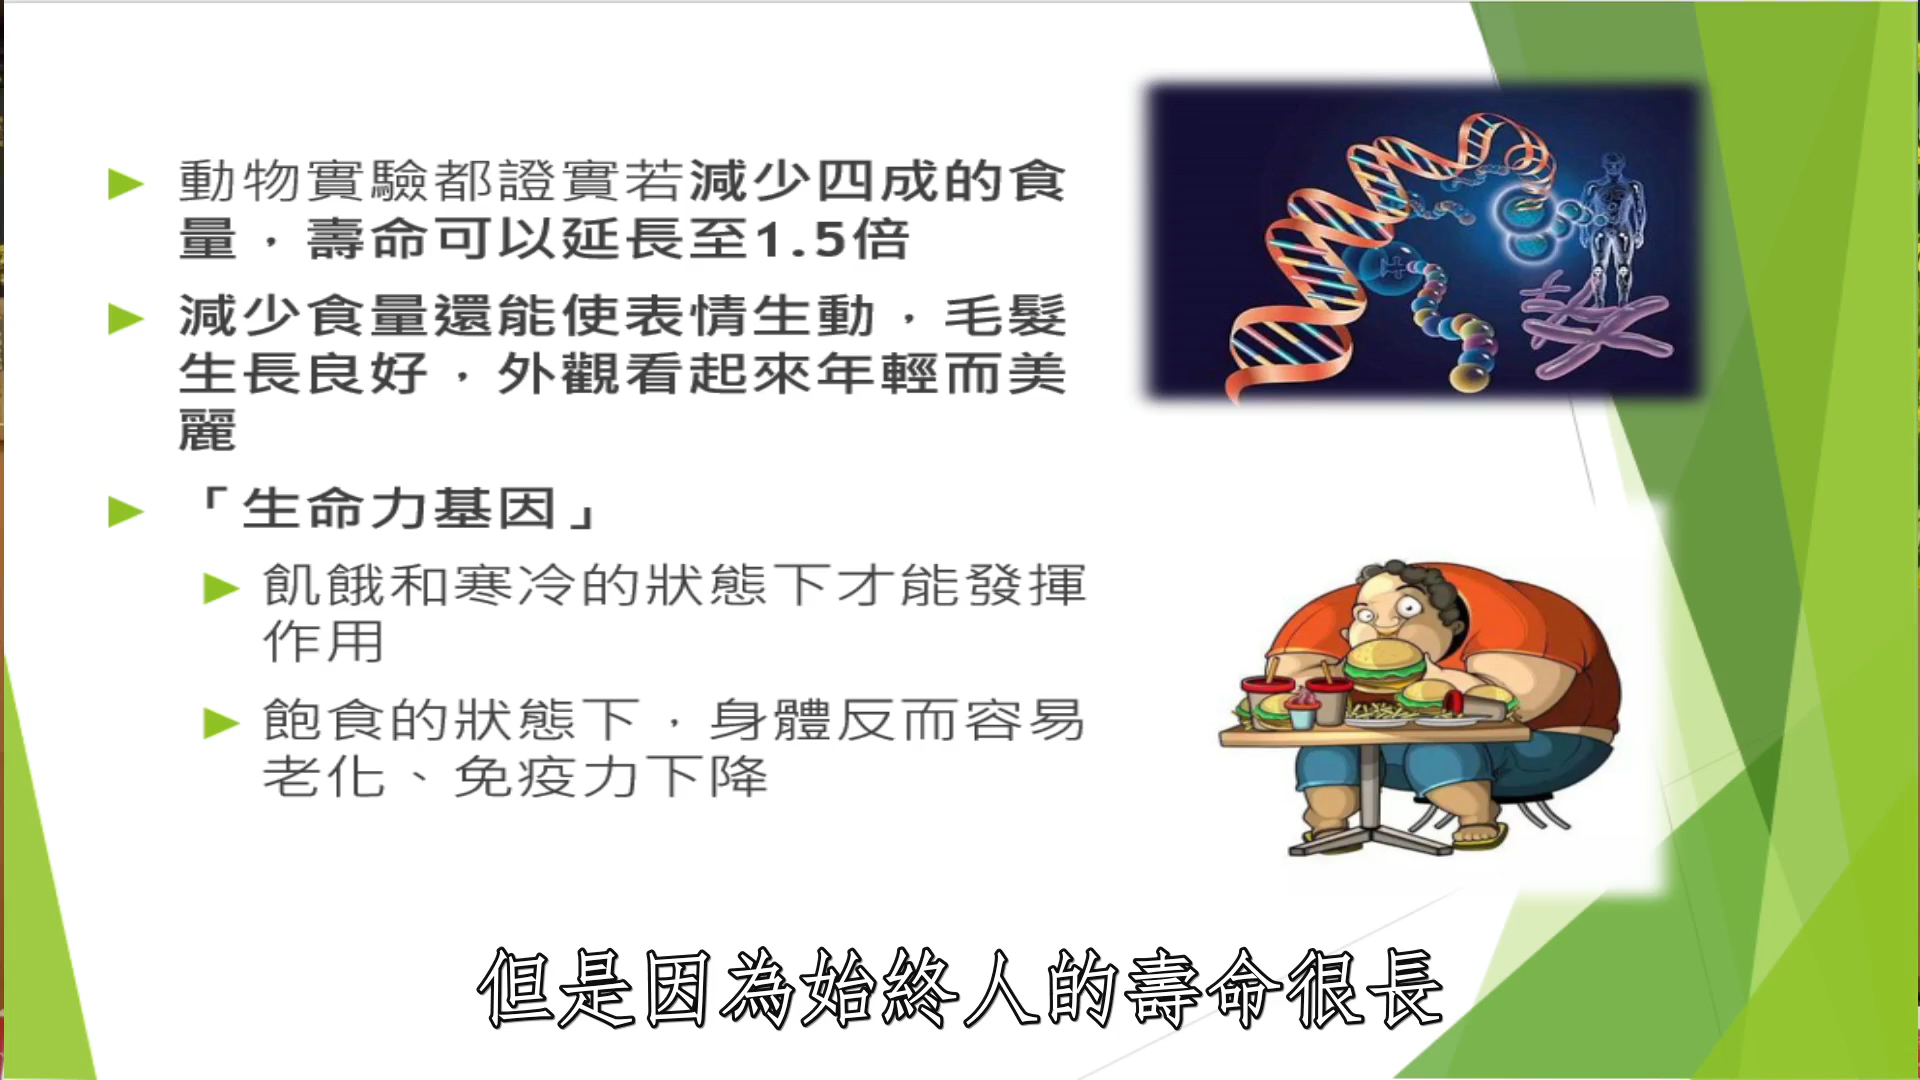 動物實驗都證實若減少四成的食
量，壽命可以延長至1.5倍
減少食量還能使表情生動，毛髮
生長良好，外觀看起來年輕而美
麗
「生命力基因」
飢餓和寒冷的狀態下才能發揮
作用
飽食的狀態下，身體反而容易
老化、免疫力下降
但是因為始終人的壽命很長